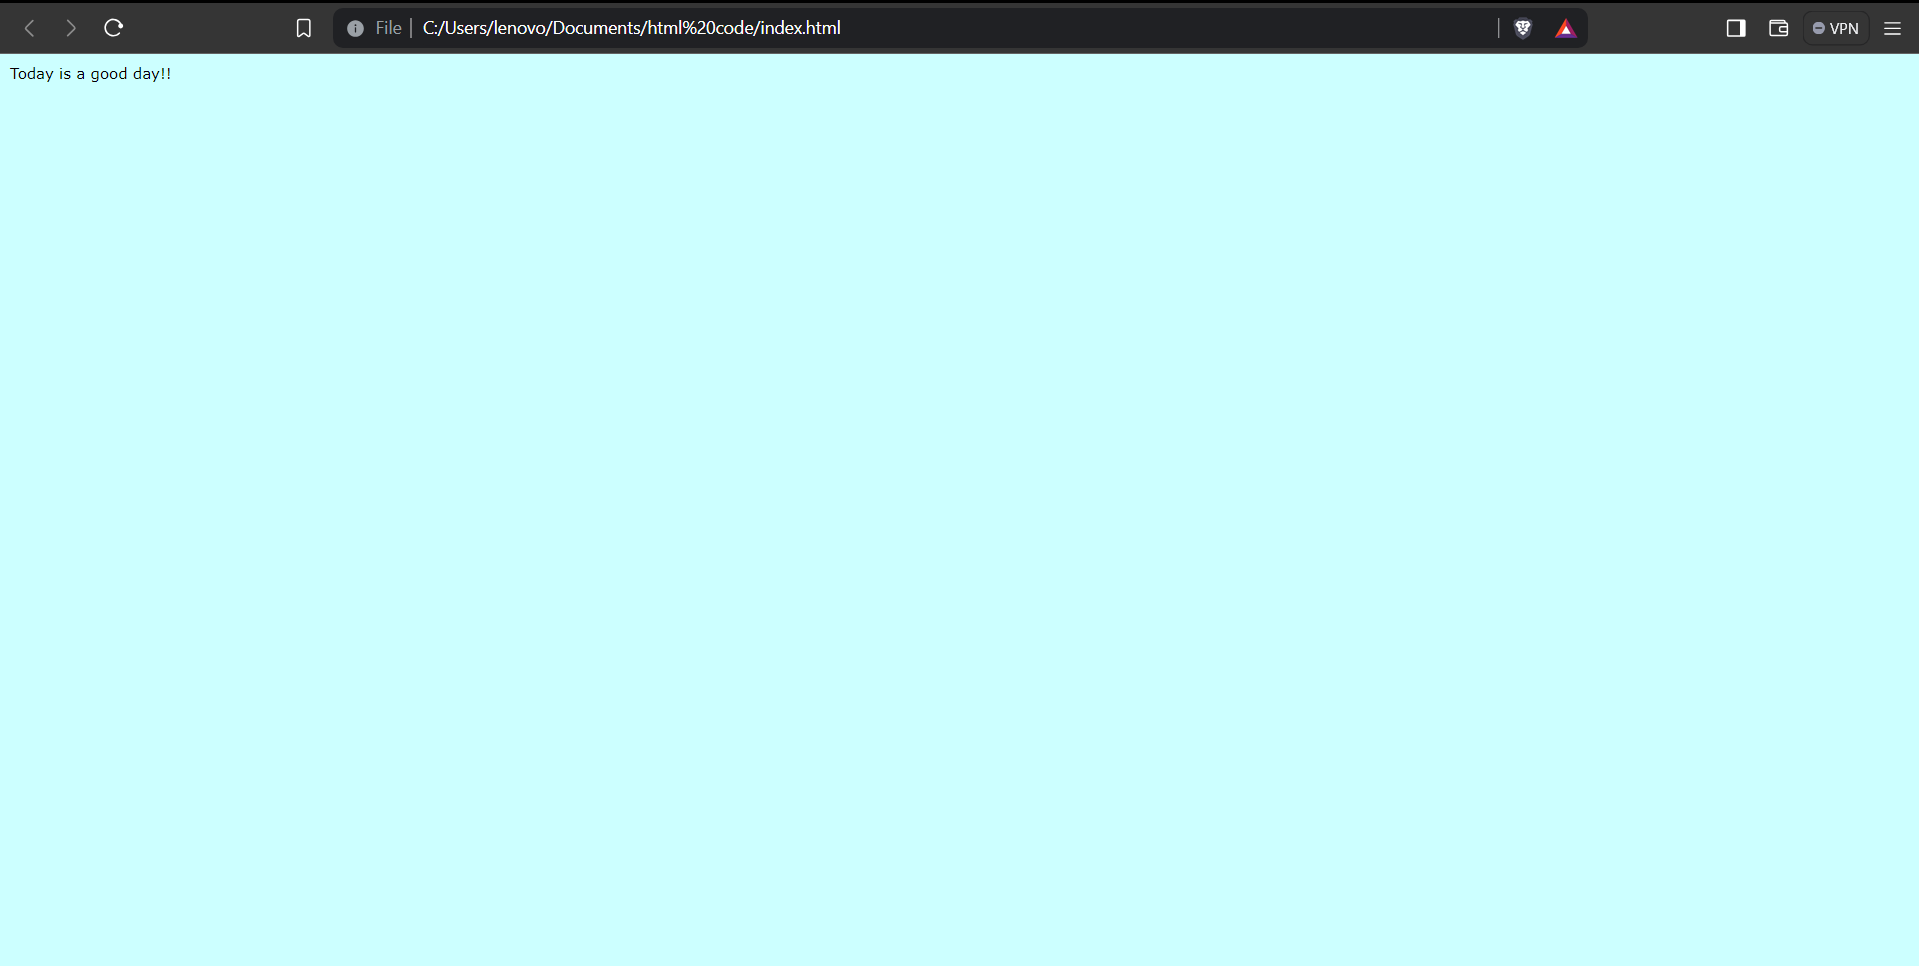 File
C:/Users/lenovo/Documents/html%20code/index.html
VPN
Today is a good day!!